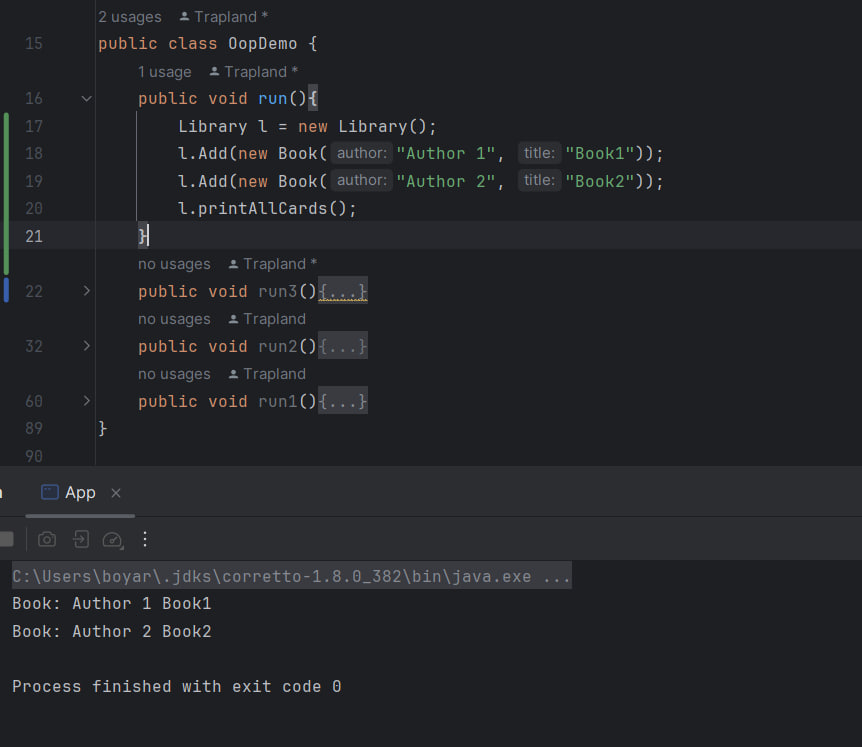 2 usages Trapland *
15 public class OopDemo {
1 usage Trapland *
16 public void run(){
17 Library l = new Library();
18 l.Add(new Book( author: "Author 1", title: "Book1"));
19 l.Add(new Book( author: "Author 2", title: "Book2"));
20 l.printAllCards();
21 }
no usages Trapland *
22 public void run3(){...}
no usages Trapland
32 public void run2(){...}
no usages Trapland
60 public void run1(){...}
89 }
90
App
C:\Users\boyar\.jdks\corretto-1.8.0_382\bin\java.exe ...
Book: Author 1 Book1
Book: Author 2 Book2
Process finished with exit code 0